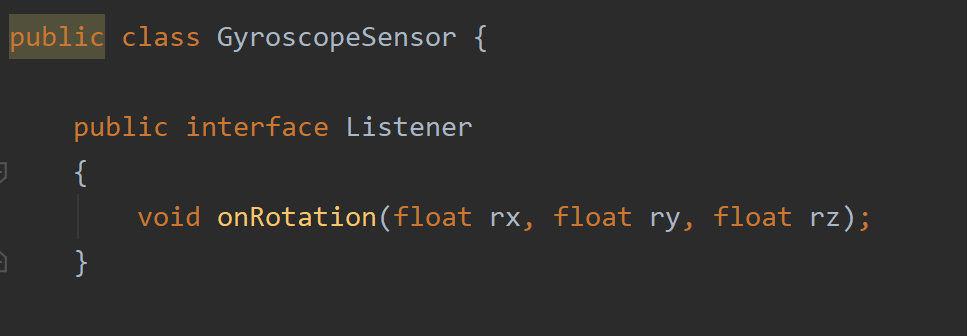 public class GyroscopeSensor {
public interface Listener
{
void onRotation(float rx, float ry, float rz);
}